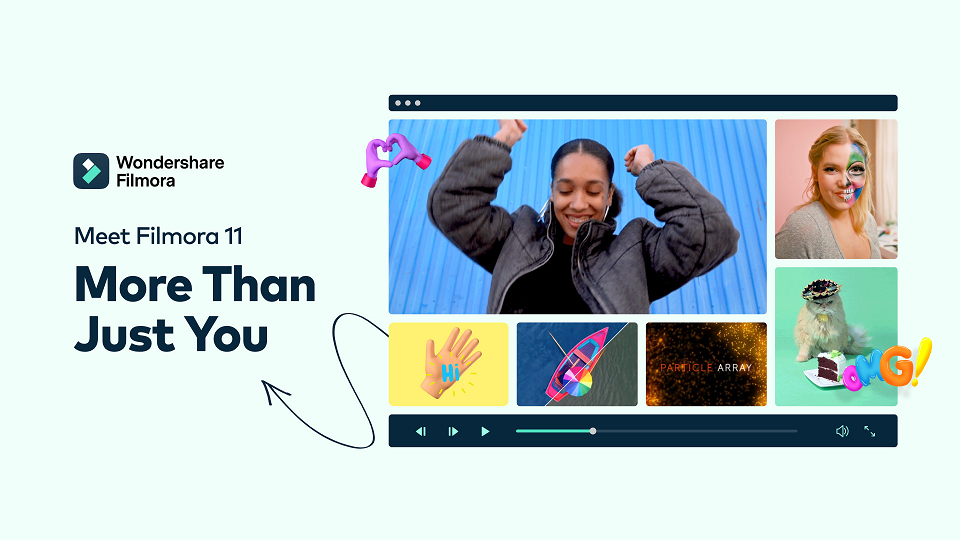 Wondershare
Filmora
Meet Filmora 11
More Than
Just You
Hi
PARTICLE ARRAY
OMG!